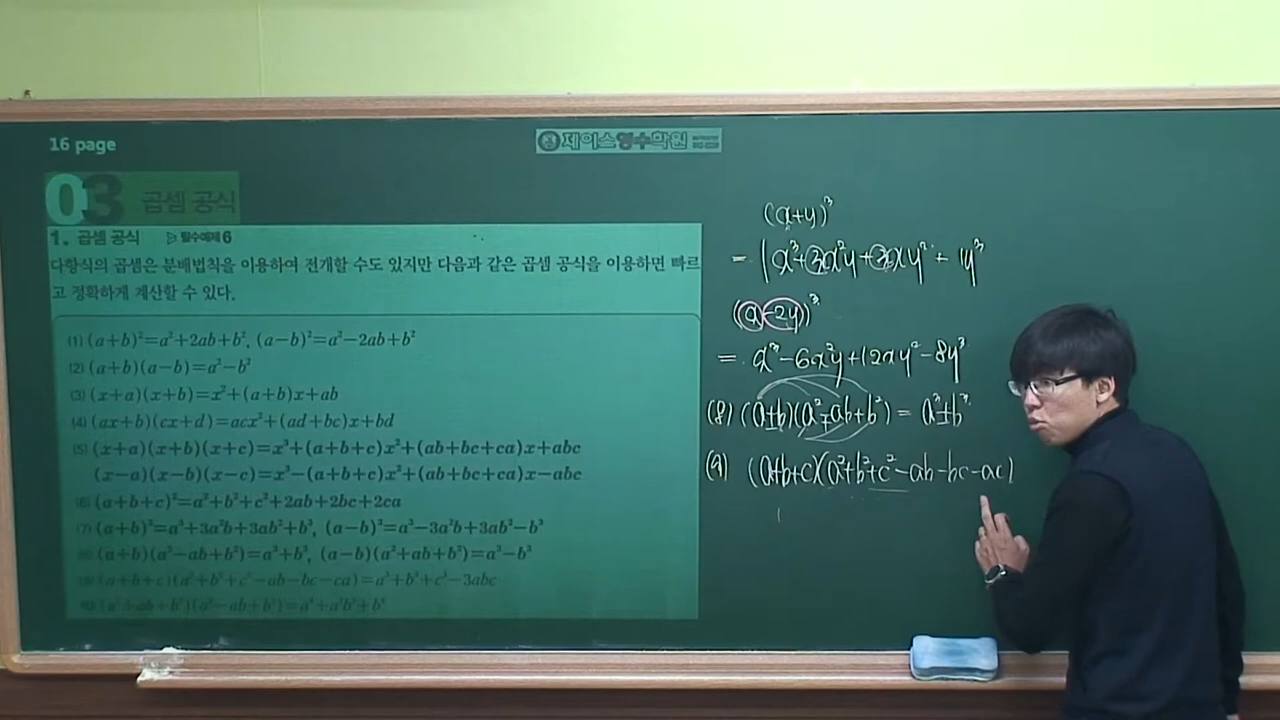 16 page
제이스영수학원
03 곱셈 공식
1. 곱셈 공식 ▷ 필수예제 6
다항식의 곱셈은 분배법칙을 이용하여 전개할 수도 있지만 다음과 같은 곱셈 공식을 이용하면 빠르
고 정확하게 계산할 수 있다.
(1) (a+b)²=a²+2ab+b², (a−b)²=a²−2ab+b²
(2) (a+b)(a−b)=a²−b²
(3) (x+a)(x+b)=x²+(a+b)x+ab
(4) (ax+b)(cx+d)=acx²+(ad+bc)x+bd
(5) (x+a)(x+b)(x+c)=x³+(a+b+c)x²+(ab+bc+ca)x+abc
(x−a)(x−b)(x−c)=x³−(a+b+c)x²+(ab+bc+ca)x−abc
(6) (a+b+c)²=a²+b²+c²+2ab+2bc+2ca
(7) (a+b)³=a³+3a²b+3ab²+b³, (a−b)³=a³−3a²b+3ab²−b³
(8) (a+b)(a²−ab+b²)=a³+b³, (a−b)(a²+ab+b²)=a³−b³
(9) (a+b+c)(a²+b²+c²−ab−bc−ca)=a³+b³+c³−3abc
(10) (a²+ab+b²)(a²−ab+b²)=a⁴+a²b²+b⁴
(x+y)³
= 1x³+3x²y+3xy²+1y³
(x−2y)³
= x³−6x²y+12xy²−8y³
(8) (a±b)(a²∓ab+b²) = a³±b³
(9) (a+b+c)(a²+b²+c²−ab−bc−ac)